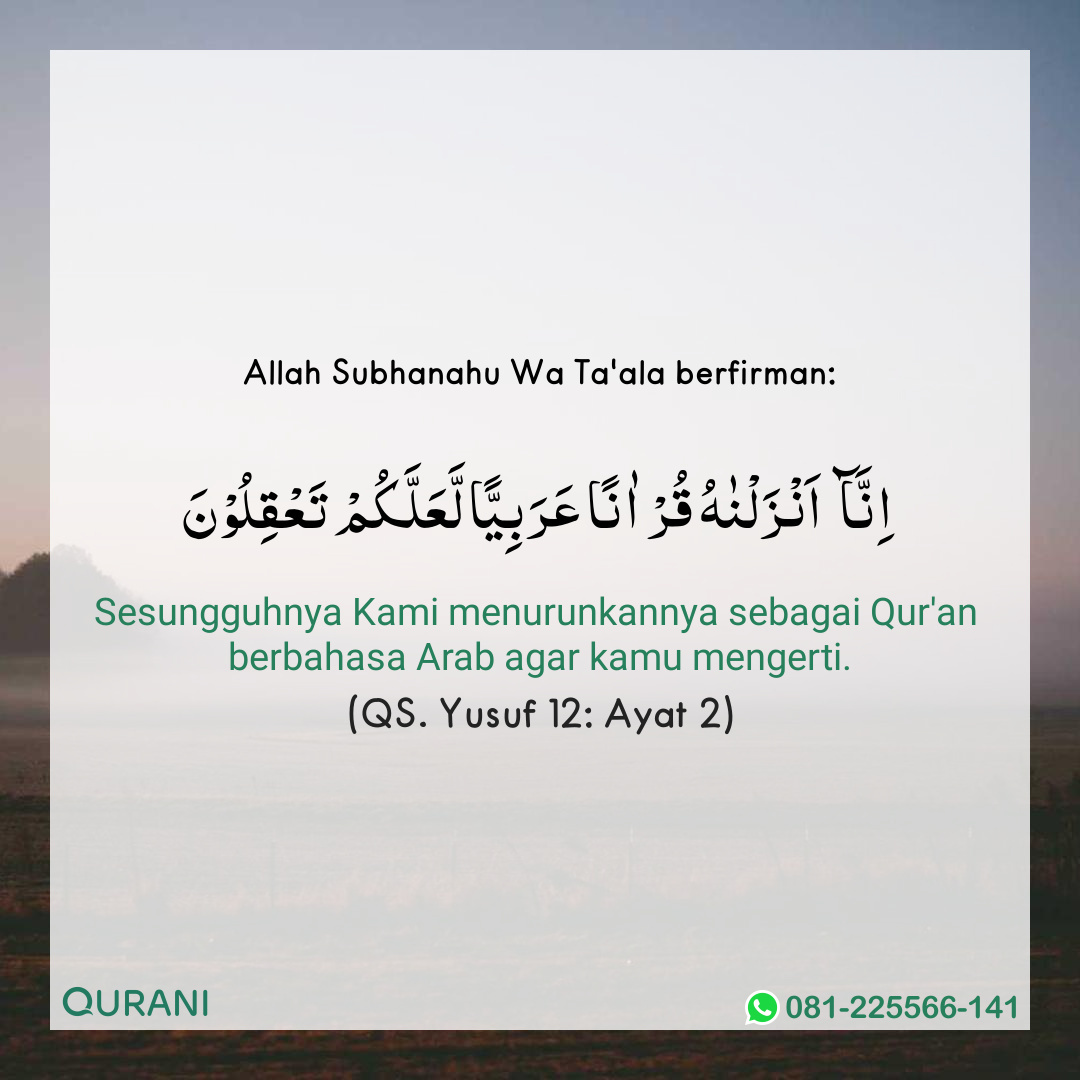 Allah Subhanahu Wa Ta'ala berfirman:
اِنَّاۤ اَنْزَلْنٰهُ قُرْاٰنًا عَرَبِيًّا لَّعَلَّكُمْ تَعْقِلُوْنَ
Sesungguhnya Kami menurunkannya sebagai Qur'an
berbahasa Arab agar kamu mengerti.
(QS. Yusuf 12: Ayat 2)
QURANI
081-225566-141